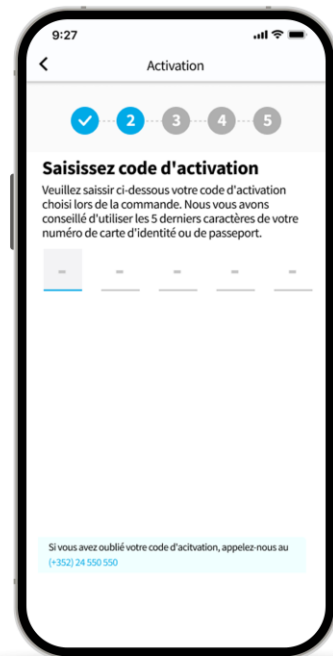 9:27
Activation
2 3 4 5
Saisissez code d'activation
Veuillez saisir ci-dessous votre code d'activation
choisi lors de la commande. Nous vous avons
conseillé d'utiliser les 5 derniers caractères de votre
numéro de carte d'identité ou de passeport.
- - - - -
Si vous avez oublié votre code d'acitvation, appelez-nous au
(+352) 24 550 550